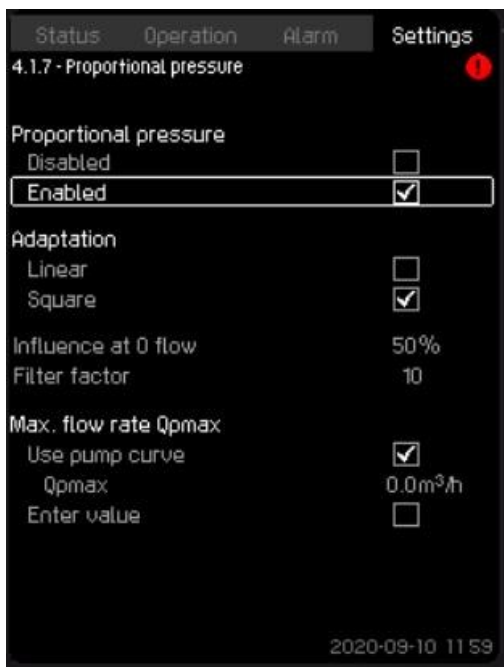 Status Operation Alarm Settings
4.1.7 - Proportional pressure
!
Proportional pressure
Disabled
Enabled
Adaptation
Linear
Square
Influence at 0 flow 50%
Filter factor 10
Max. flow rate Qpmax
Use pump curve
Qpmax 0.0m³/h
Enter value
2020-09-10 11:59